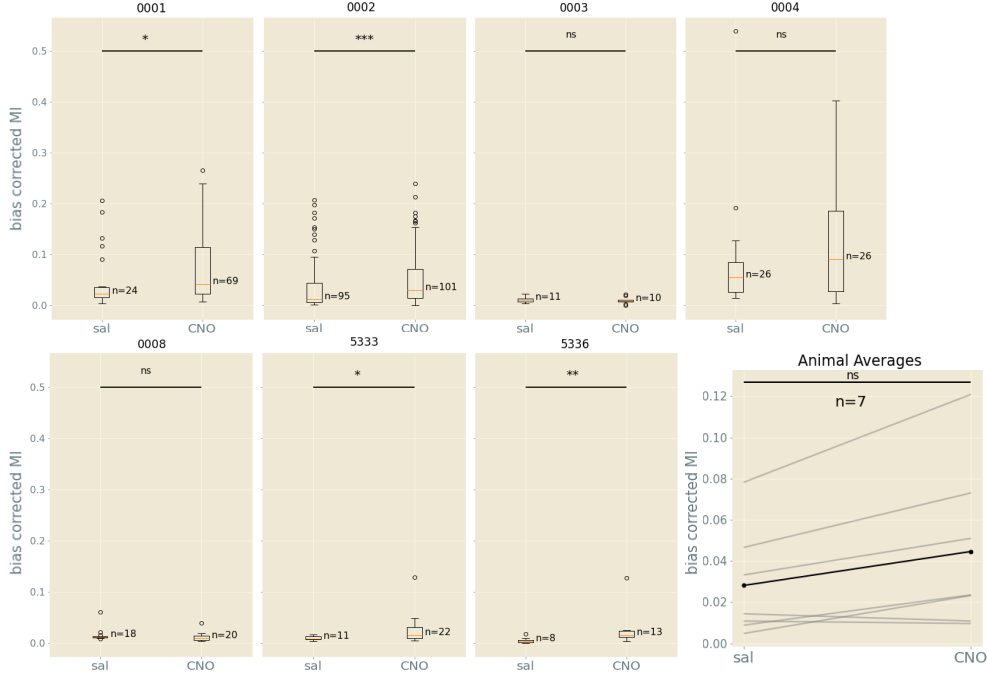 0001
0002
0003
0004
*
***
ns
ns
bias corrected MI
0.5
0.4
0.3
0.2
0.1
0.0
n=24
n=69
n=95
n=101
n=11
n=10
n=26
n=26
sal
CNO
sal
CNO
sal
CNO
sal
CNO
0008
5333
5336
ns
*
**
bias corrected MI
0.5
0.4
0.3
0.2
0.1
0.0
n=18
n=20
n=11
n=22
n=8
n=13
sal
CNO
sal
CNO
sal
CNO
Animal Averages
ns
n=7
bias corrected MI
0.12
0.10
0.08
0.06
0.04
0.02
0.00
sal
CNO